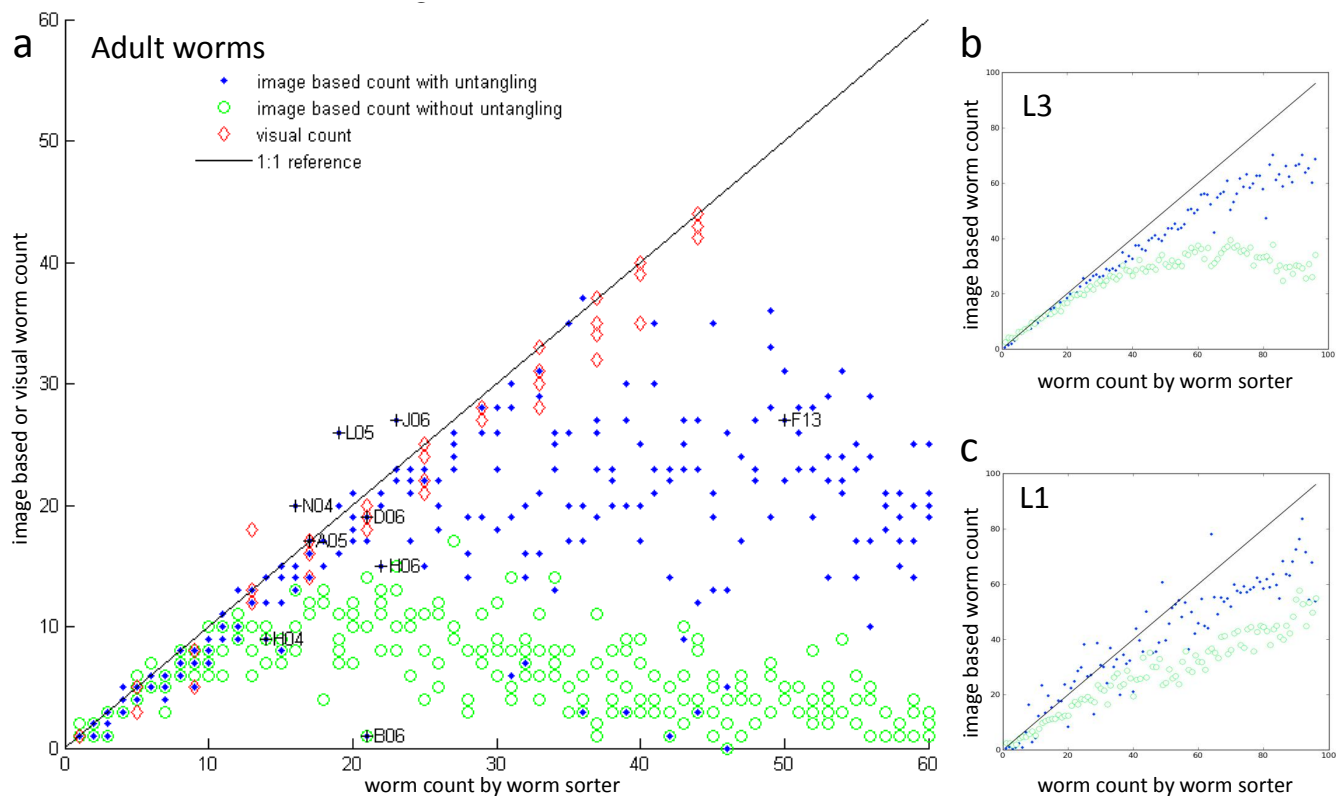 a
Adult worms
image based count with untangling
image based count without untangling
visual count
1:1 reference
60
50
40
30
20
10
0
image based or visual worm count
L05
J06
F13
N04
D06
A05
H06
H04
B06
0 10 20 30 40 50 60
worm count by worm sorter
b
L3
100
80
60
40
20
0
image based worm count
0 20 40 60 80 100
worm count by worm sorter
c
L1
100
80
60
40
20
0
image based worm count
0 20 40 60 80 100
worm count by worm sorter